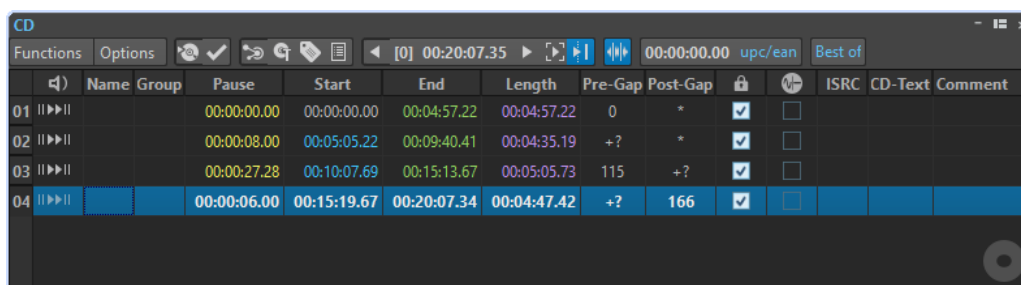 CD
Functions Options [0] 00:20:07.35 00:00:00.00 upc/ean Best of
Name Group Pause Start End Length Pre-Gap Post-Gap ISRC CD-Text Comment
01 00:00:00.00 00:00:00.00 00:04:57.22 00:04:57.22 0 *
02 00:00:08.00 00:05:05.22 00:09:40.41 00:04:35.19 +? *
03 00:00:27.28 00:10:07.69 00:15:13.67 00:05:05.73 115 +?
04 00:00:06.00 00:15:19.67 00:20:07.34 00:04:47.42 +? 166